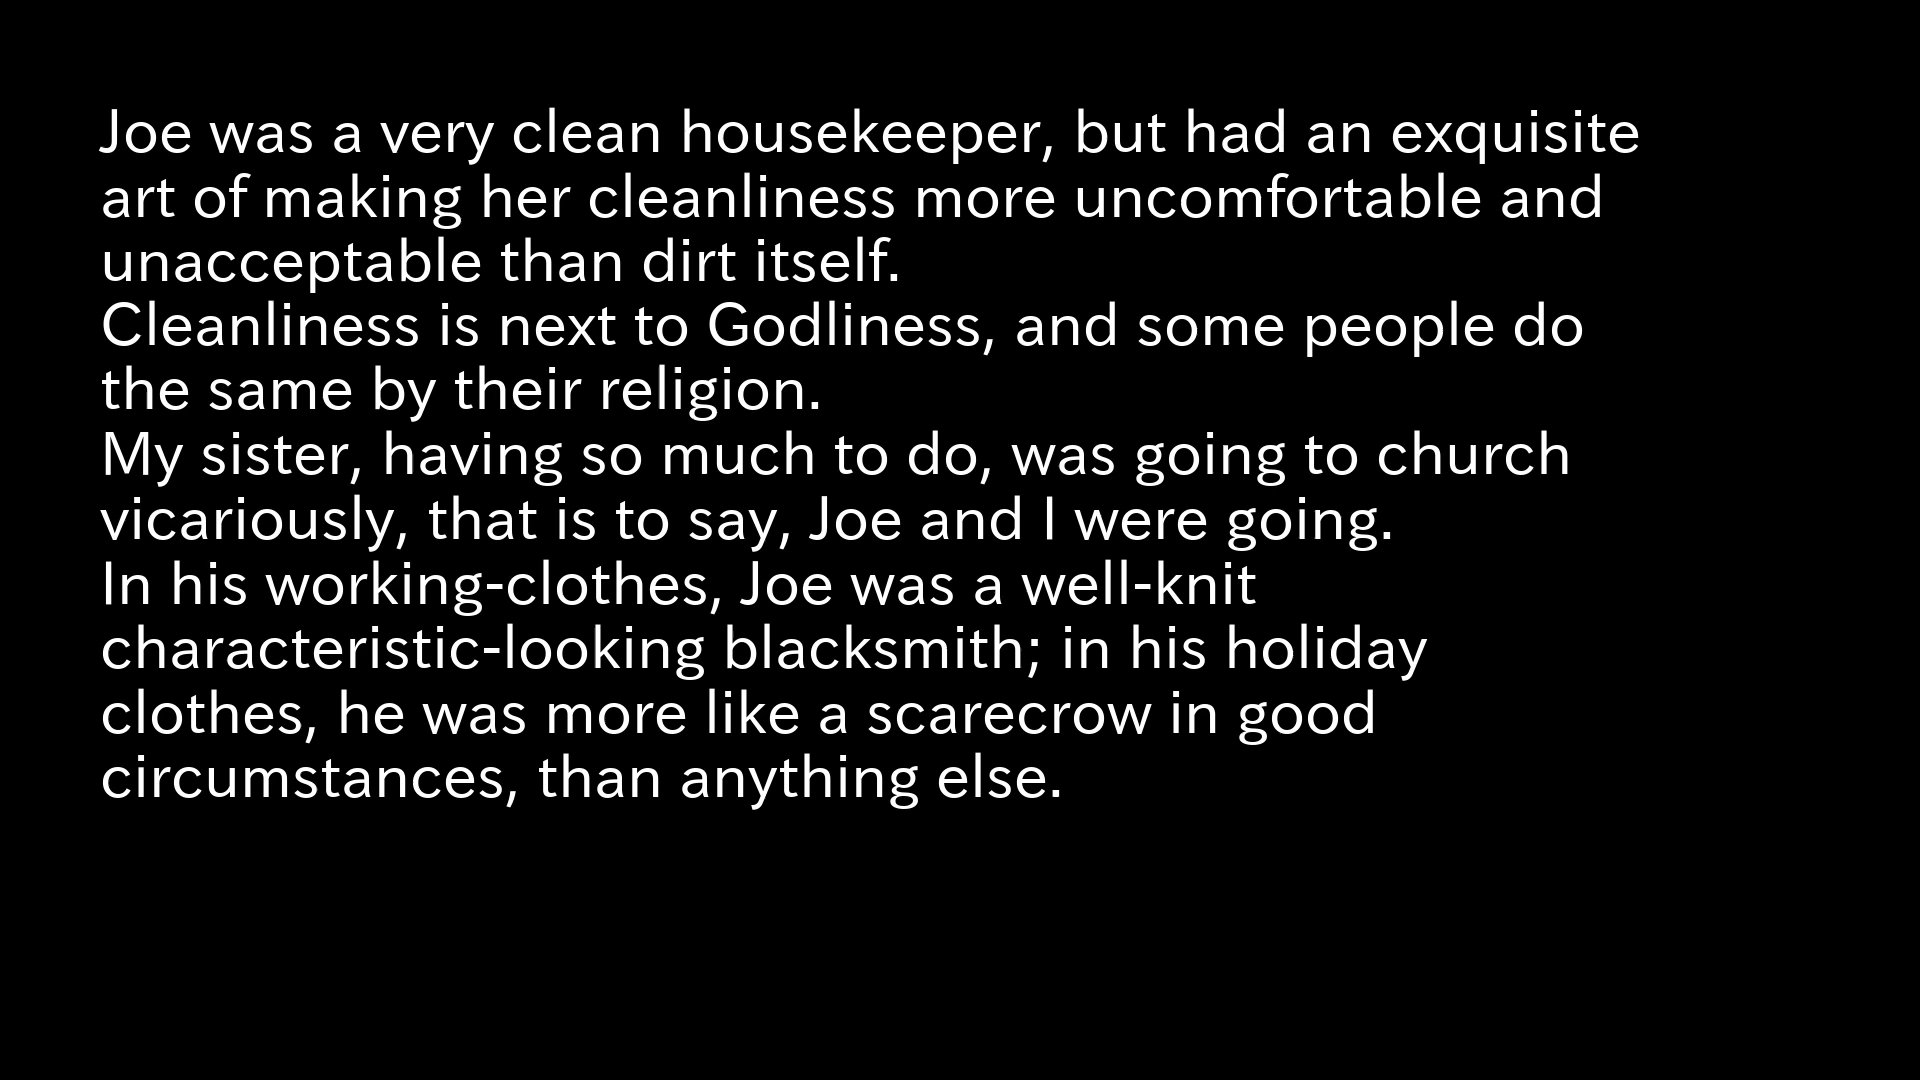 Joe was a very clean housekeeper, but had an exquisite
art of making her cleanliness more uncomfortable and
unacceptable than dirt itself.
Cleanliness is next to Godliness, and some people do
the same by their religion.
My sister, having so much to do, was going to church
vicariously, that is to say, Joe and I were going.
In his working-clothes, Joe was a well-knit
characteristic-looking blacksmith; in his holiday
clothes, he was more like a scarecrow in good
circumstances, than anything else.